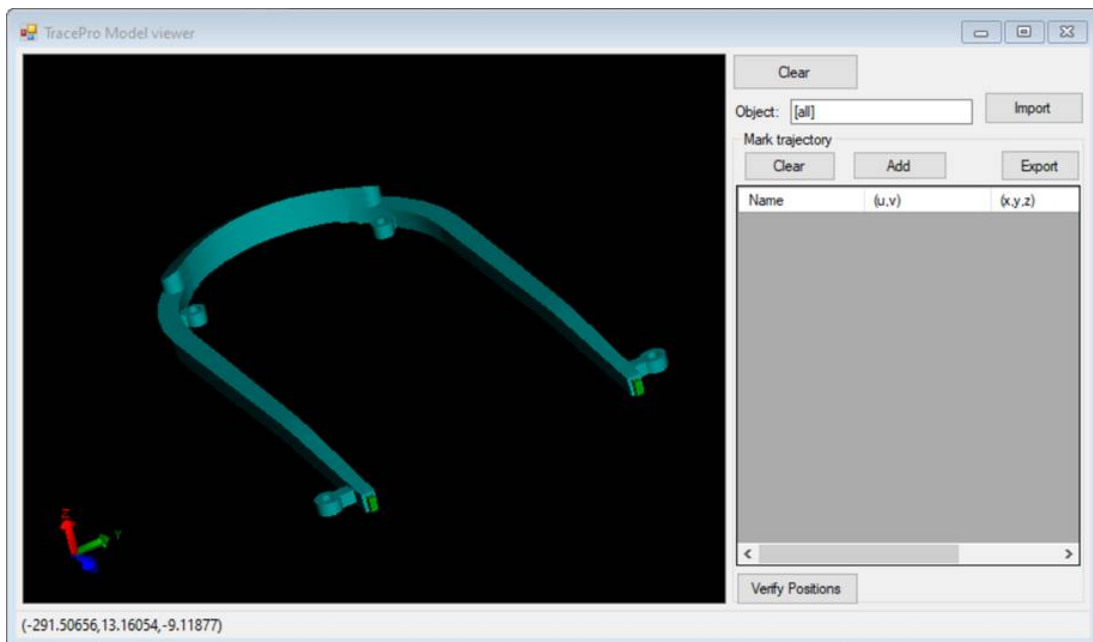 TracePro Model viewer
Clear
Object: [all] Import
Mark trajectory
Clear Add Export
Name (u,v) (x,y,z)
Z
Y
Verify Positions
(-291.50656,13.16054,-9.11877)